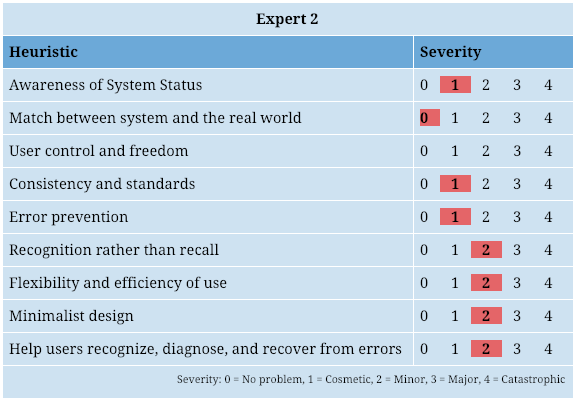 Expert 2
Heuristic Severity
Awareness of System Status 0 1 2 3 4
Match between system and the real world 0 1 2 3 4
User control and freedom 0 1 2 3 4
Consistency and standards 0 1 2 3 4
Error prevention 0 1 2 3 4
Recognition rather than recall 0 1 2 3 4
Flexibility and efficiency of use 0 1 2 3 4
Minimalist design 0 1 2 3 4
Help users recognize, diagnose, and recover from errors 0 1 2 3 4
Severity: 0 = No problem, 1 = Cosmetic, 2 = Minor, 3 = Major, 4 = Catastrophic